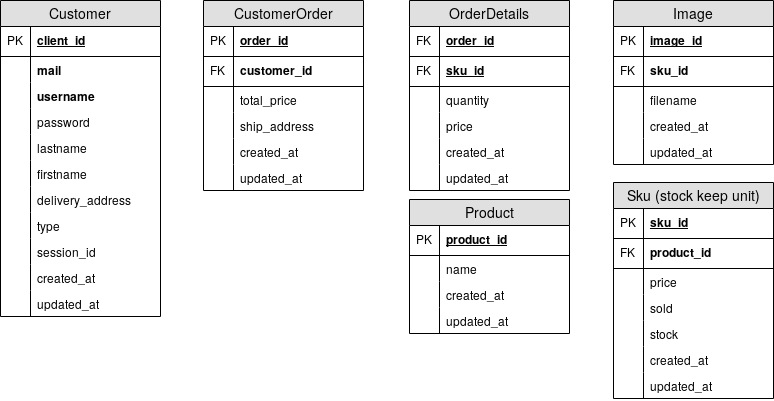 Customer
PK client_id
mail
username
password
lastname
firstname
delivery_address
type
session_id
created_at
updated_at
CustomerOrder
PK order_id
FK customer_id
total_price
ship_address
created_at
updated_at
OrderDetails
FK order_id
FK sku_id
quantity
price
created_at
updated_at
Product
PK product_id
name
created_at
updated_at
Image
PK image_id
FK sku_id
filename
created_at
updated_at
Sku (stock keep unit)
PK sku_id
FK product_id
price
sold
stock
created_at
updated_at